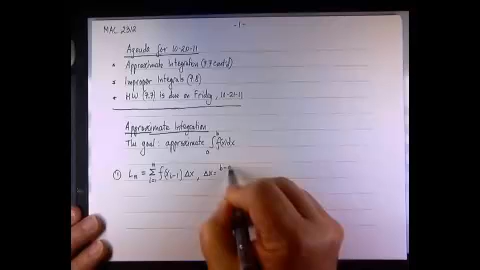 MAC 2312
-1-
Agenda for 10-20-11
* Approximate Integration (7.7 cont'd)
* Improper Integrals (7.8)
* HW (7.7) is due on Friday, 10-21-11
Approximate Integration
The goal: approximate ∫ₐᵇ f(x)dx
1) Lₙ = Σᵢ₌₁ⁿ f(xᵢ₋₁) Δx, Δx = b-a